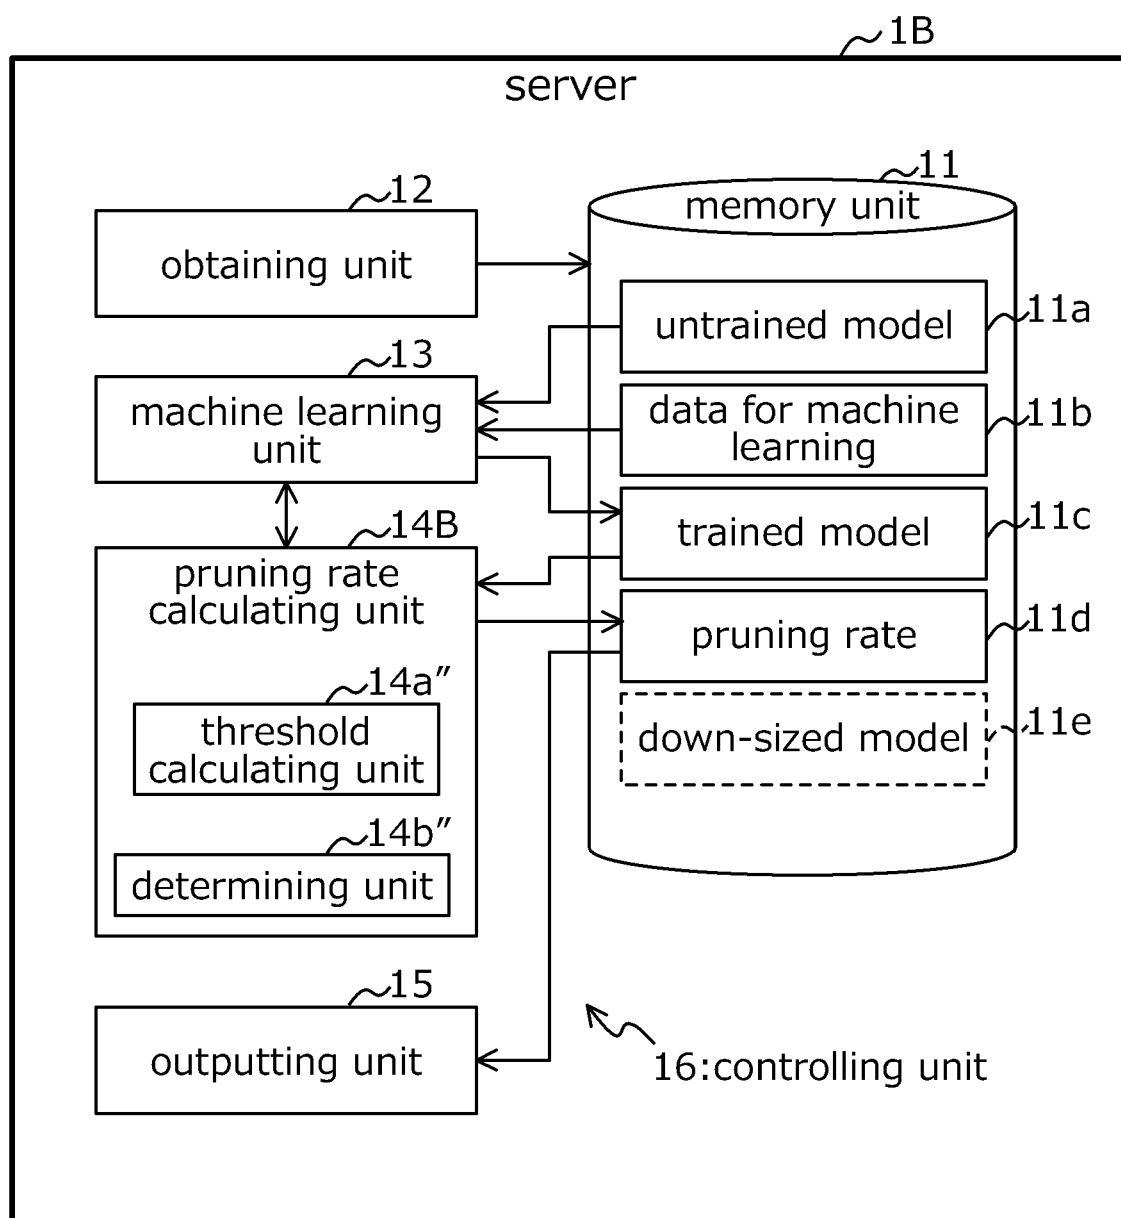 1B
server
12
obtaining unit
11
memory unit
untrained model
11a
13
machine learning
unit
data for machine
learning
11b
trained model
11c
14B
pruning rate
calculating unit
pruning rate
11d
14a″
threshold
calculating unit
down-sized model
11e
14b″
determining unit
15
outputting unit
16:controlling unit